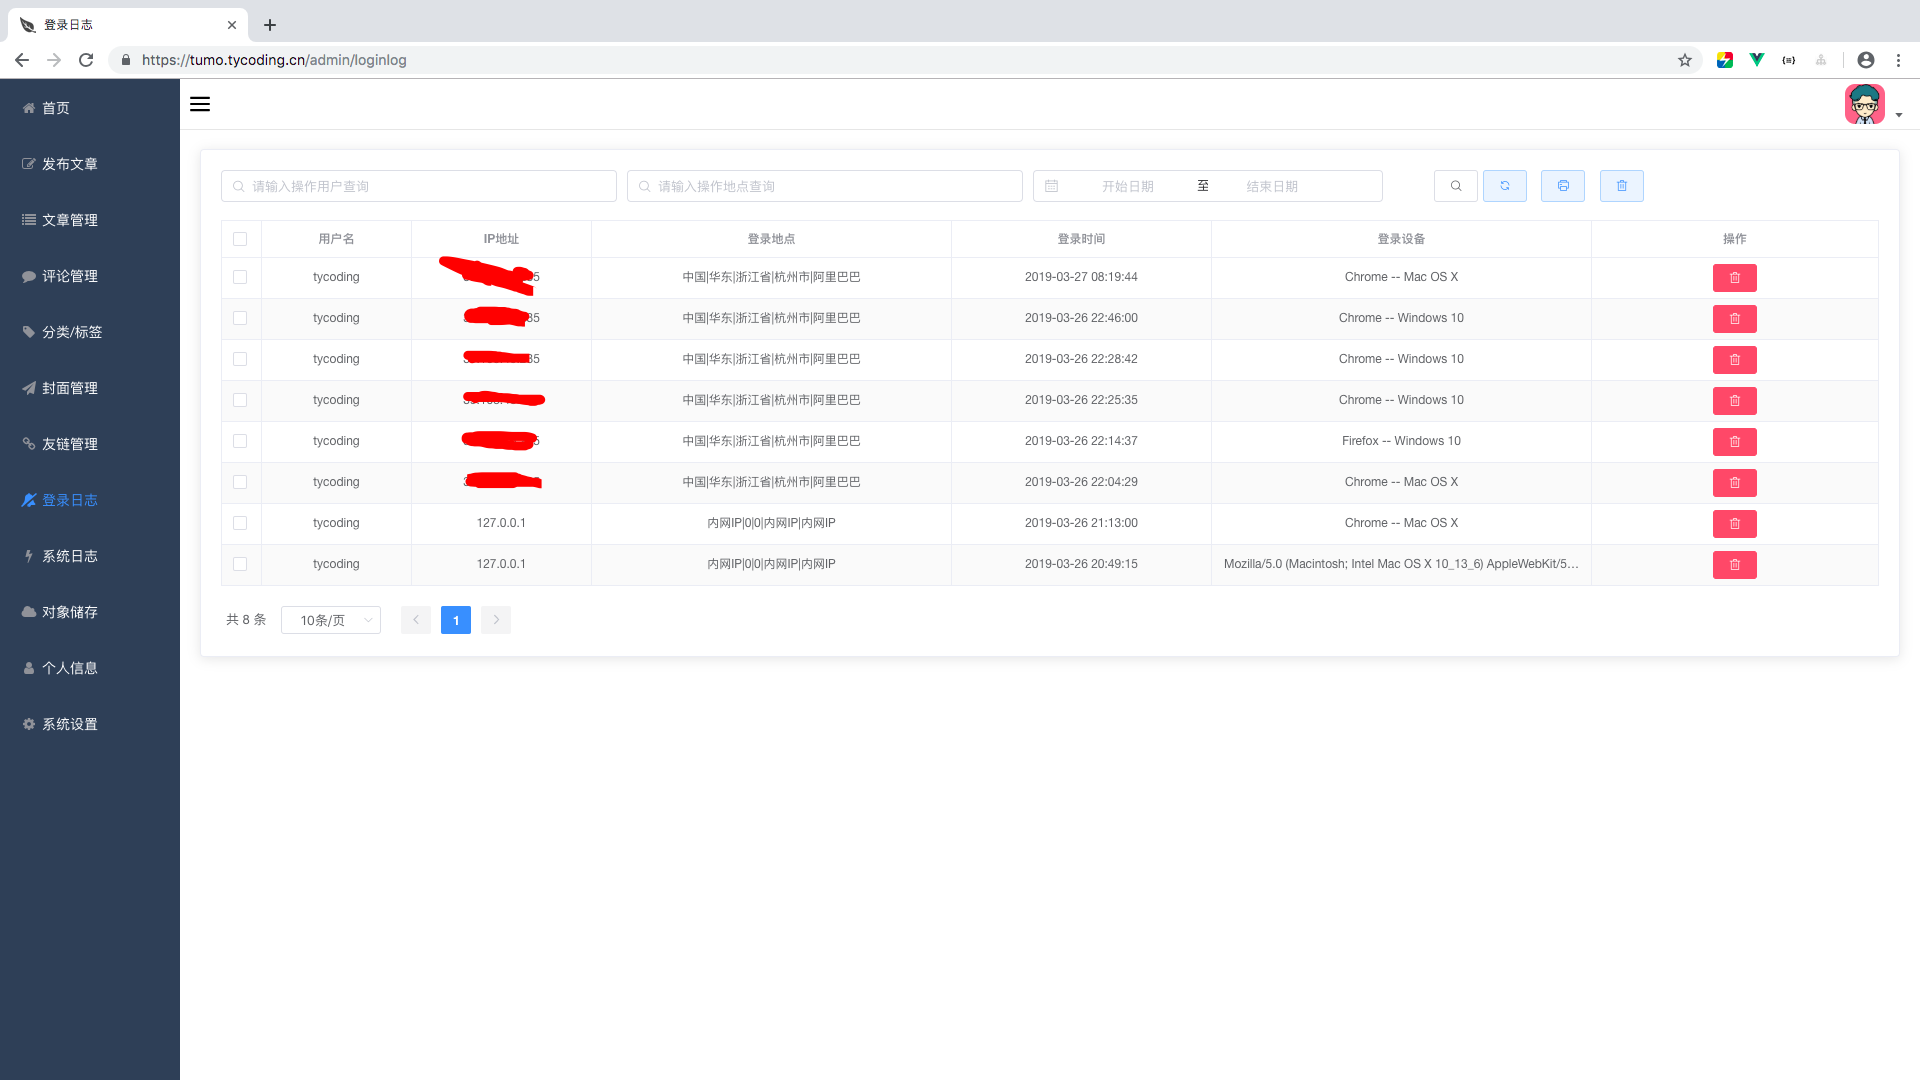 登录日志
https://tumo.tycoding.cn/admin/loginlog
首页
发布文章
文章管理
评论管理
分类/标签
封面管理
友链管理
登录日志
系统日志
对象储存
个人信息
系统设置
请输入操作用户查询 请输入操作地点查询 开始日期 至 结束日期
用户名 IP地址 登录地点 登录时间 登录设备 操作
tycoding 中国|华东|浙江省|杭州市|阿里巴巴 2019-03-27 08:19:44 Chrome -- Mac OS X
tycoding 中国|华东|浙江省|杭州市|阿里巴巴 2019-03-26 22:46:00 Chrome -- Windows 10
tycoding 中国|华东|浙江省|杭州市|阿里巴巴 2019-03-26 22:28:42 Chrome -- Windows 10
tycoding 中国|华东|浙江省|杭州市|阿里巴巴 2019-03-26 22:25:35 Chrome -- Windows 10
tycoding 中国|华东|浙江省|杭州市|阿里巴巴 2019-03-26 22:14:37 Firefox -- Windows 10
tycoding 中国|华东|浙江省|杭州市|阿里巴巴 2019-03-26 22:04:29 Chrome -- Mac OS X
tycoding 127.0.0.1 内网IP|0|0|内网IP|内网IP 2019-03-26 21:13:00 Chrome -- Mac OS X
tycoding 127.0.0.1 内网IP|0|0|内网IP|内网IP 2019-03-26 20:49:15 Mozilla/5.0 (Macintosh; Intel Mac OS X 10_13_6) AppleWebKit/5...
共 8 条 10条/页 1